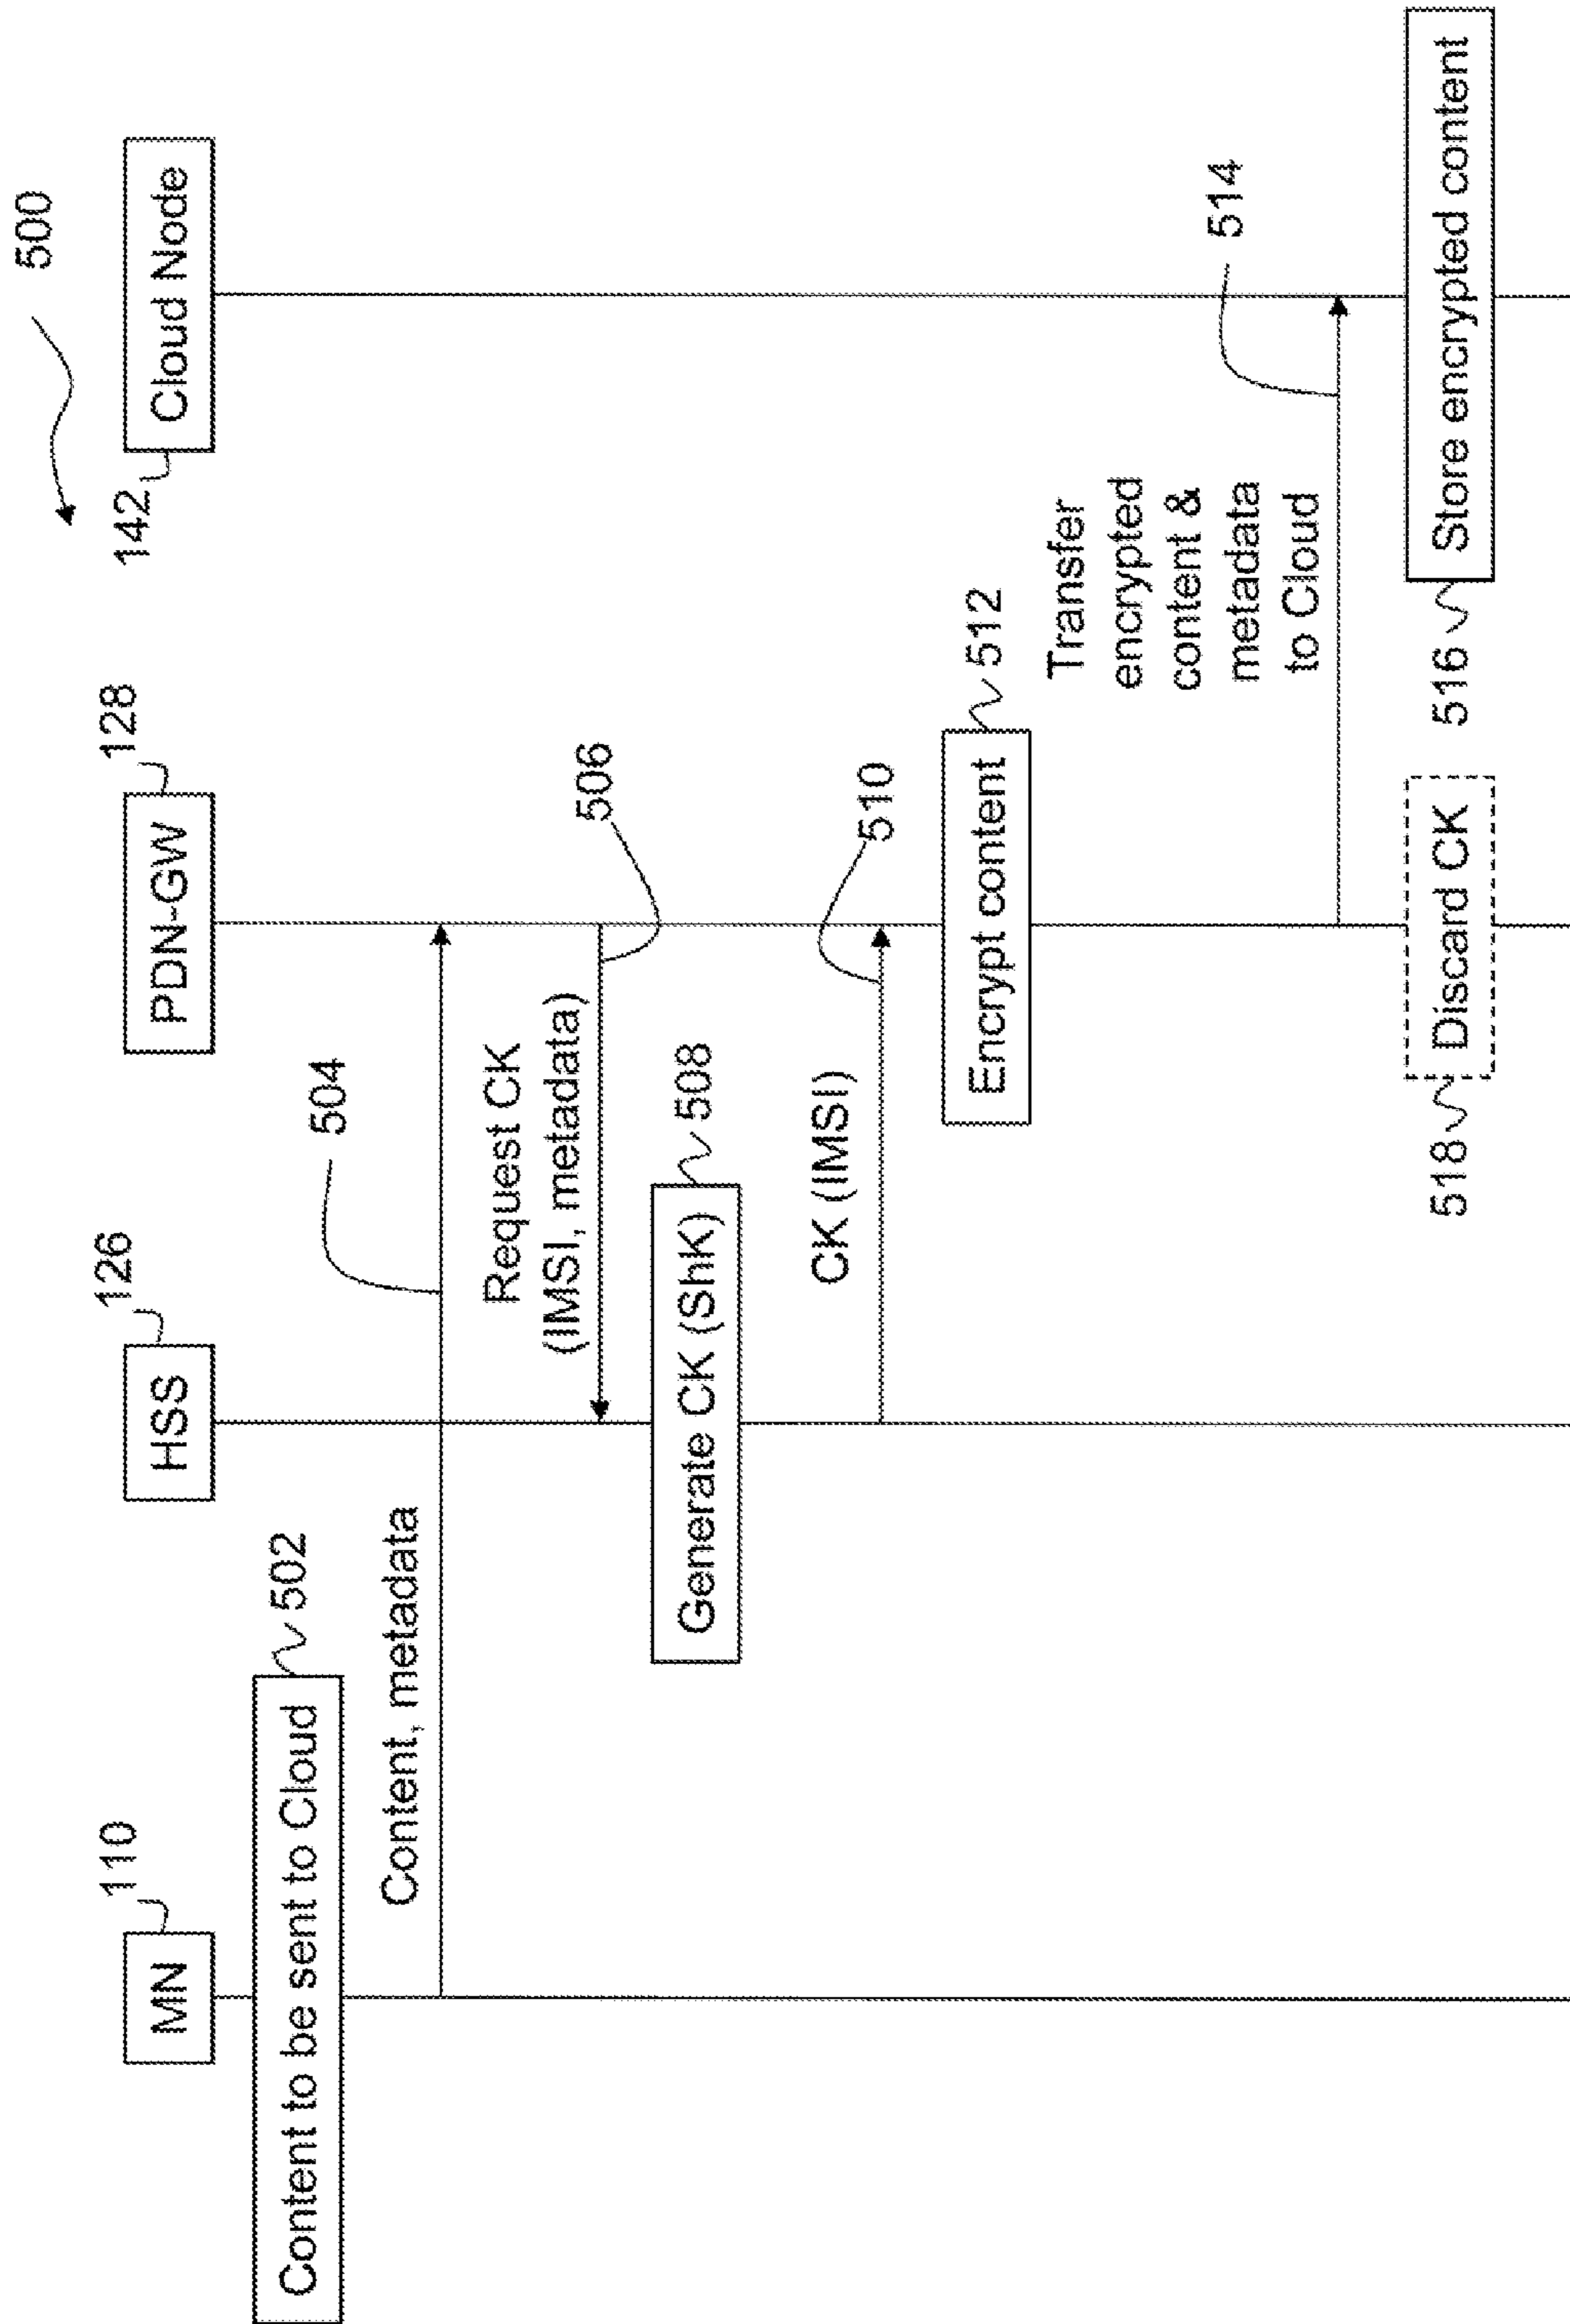 500
MN
110
HSS
126
PDN-GW
128
Cloud Node
142
Content to be sent to Cloud
502
Content, metadata
504
Request CK
(IMSI, metadata)
506
Generate CK (ShK)
508
CK (IMSI)
510
Encrypt content
512
Transfer
encrypted
content &
metadata
to Cloud
514
518
Discard CK
516
Store encrypted content